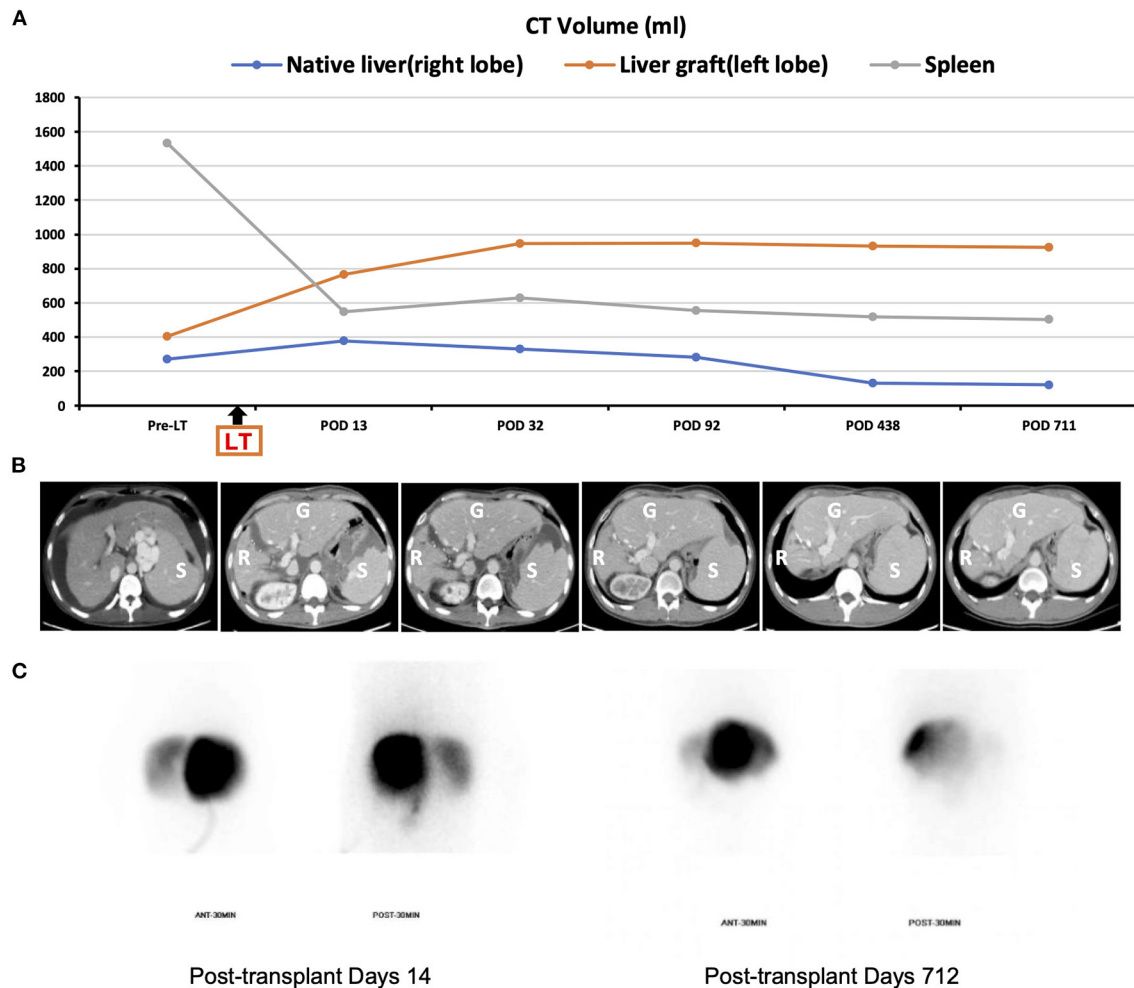 A
CT Volume (ml)
Native liver(right lobe) Liver graft(left lobe) Spleen
1800
1600
1400
1200
1000
800
600
400
200
0
Pre-LT POD 13 POD 32 POD 92 POD 438 POD 711
LT
B
S R G S R G S R G S R G S R G S
C
ANT-30MIN POST-30MIN ANT-30MIN POST-30MIN
Post-transplant Days 14 Post-transplant Days 712